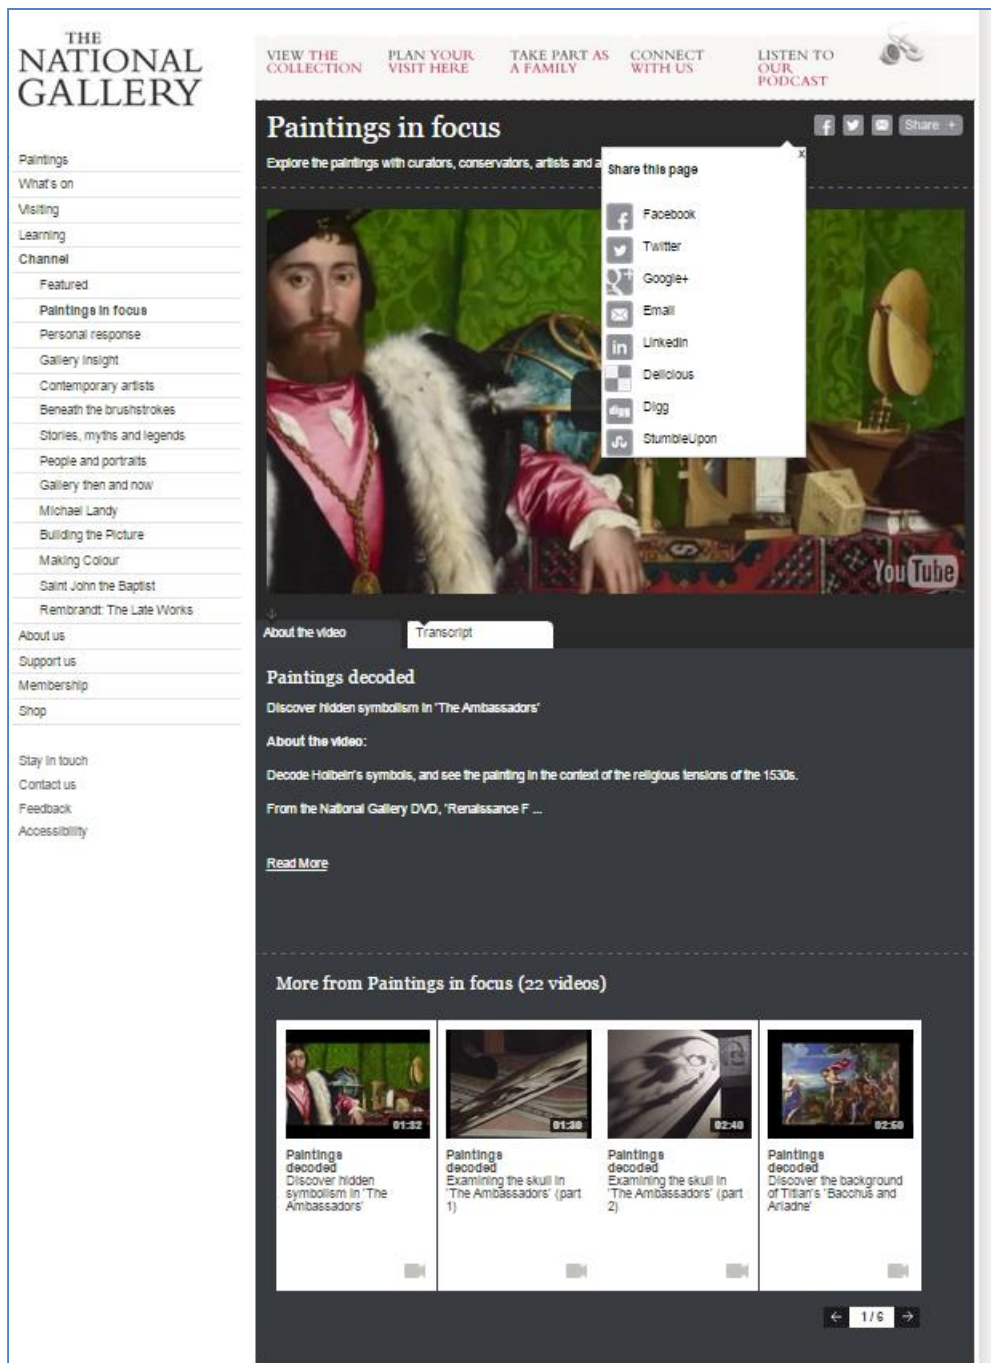 THE
NATIONAL
GALLERY
VIEW THE
COLLECTION
PLAN YOUR
VISIT HERE
TAKE PART AS
A FAMILY
CONNECT
WITH US
LISTEN TO
OUR
PODCAST
Paintings
What's on
Visiting
Learning
Channel
Featured
Paintings in focus
Personal response
Gallery insight
Contemporary artists
Beneath the brushstrokes
Stories, myths and legends
People and portraits
Gallery then and now
Michael Landy
Building the Picture
Making Colour
Saint John the Baptist
Rembrandt: The Late Works
About us
Support us
Membership
Shop
Stay in touch
Contact us
Feedback
Accessibility
Paintings in focus
Share +
Explore the paintings with curators, conservators, artists and a
x
Share this page
Facebook
Twitter
Google+
Email
LinkedIn
Delicious
Digg
StumbleUpon
YouTube
About the video
Transcript
Paintings decoded
Discover hidden symbolism in 'The Ambassadors'
About the video:
Decode Holbein's symbols, and see the painting in the context of the religious tensions of the 1530s.
From the National Gallery DVD, 'Renaissance F ...
Read More
More from Paintings in focus (22 videos)
01:32
Paintings
decoded
Discover hidden
symbolism in 'The
Ambassadors'
01:30
Paintings
decoded
Examining the skull in
'The Ambassadors' (part
1)
02:40
Paintings
decoded
Examining the skull in
'The Ambassadors' (part
2)
02:50
Paintings
decoded
Discover the background
of Titian's 'Bacchus and
Ariadne'
← 1 / 6 →